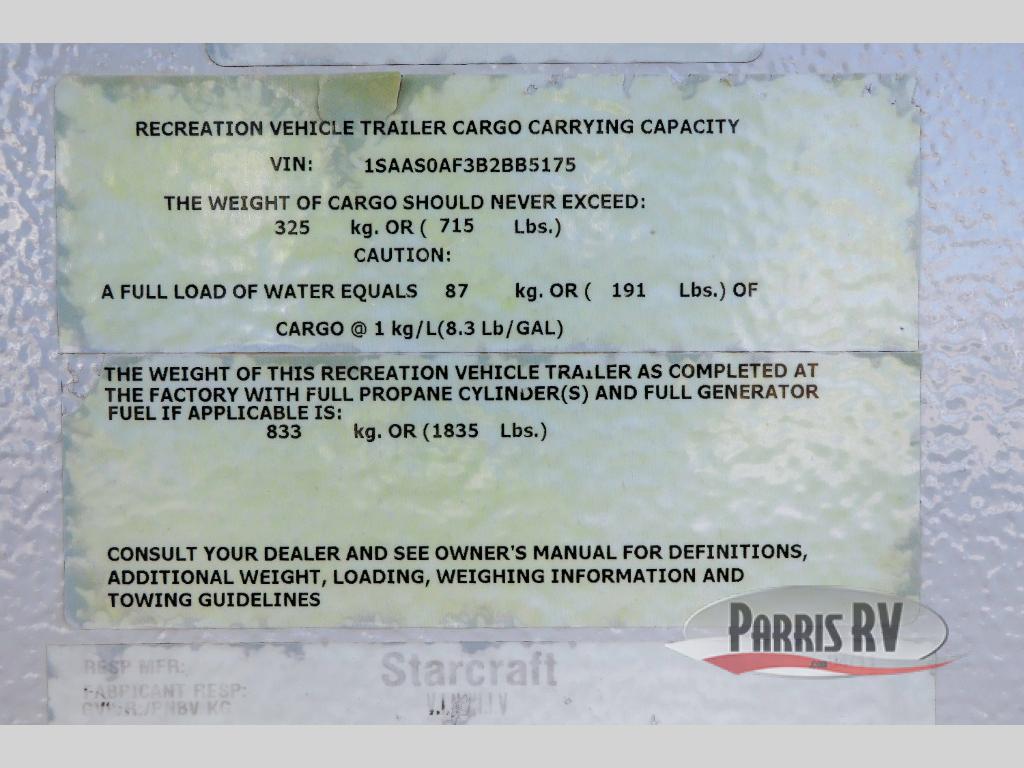 RECREATION VEHICLE TRAILER CARGO CARRYING CAPACITY
VIN: 1SAAS0AF3B2BB5175
THE WEIGHT OF CARGO SHOULD NEVER EXCEED:
325 kg. OR ( 715 Lbs.)
CAUTION:
A FULL LOAD OF WATER EQUALS 87 kg. OR ( 191 Lbs.) OF
CARGO @ 1 kg/L(8.3 Lb/GAL)
THE WEIGHT OF THIS RECREATION VEHICLE TRAILER AS COMPLETED AT
THE FACTORY WITH FULL PROPANE CYLINDER(S) AND FULL GENERATOR
FUEL IF APPLICABLE IS:
833 kg. OR (1835 Lbs.)
CONSULT YOUR DEALER AND SEE OWNER'S MANUAL FOR DEFINITIONS,
ADDITIONAL WEIGHT, LOADING, WEIGHING INFORMATION AND
TOWING GUIDELINES
PARRIS RV
.com
RESP MFR: Starcraft
FABRICANT RESP: